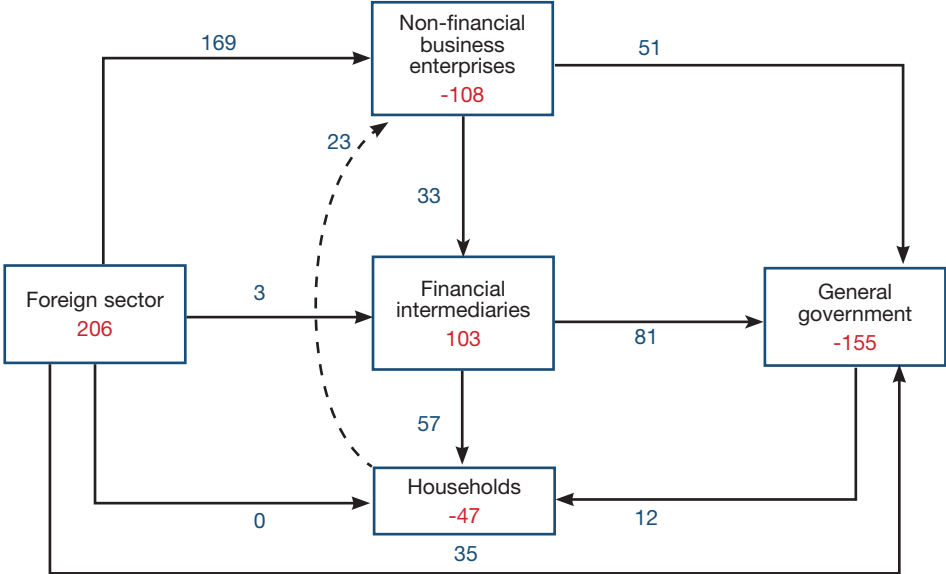 Non-financial
business
enterprises
-108
169
51
23
33
Foreign sector
206
3
Financial
intermediaries
103
81
General
government
-155
57
Households
-47
0
12
35